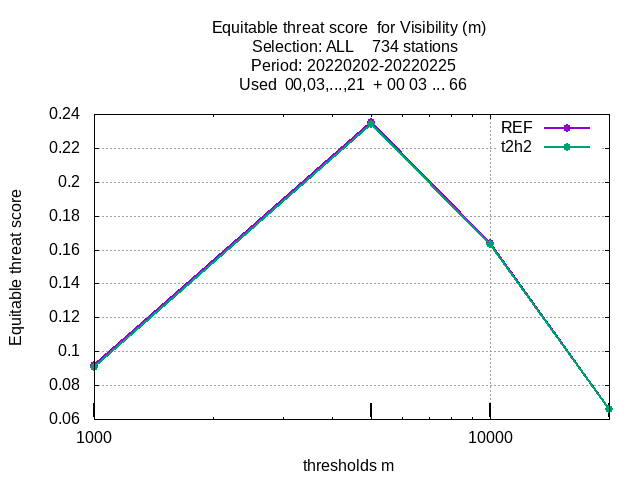 Equitable threat score  for Visibility (m)
Selection: ALL    734 stations
Period: 20220202-20220225
Used  00,03,...,21  + 00 03 ... 66
REF
t2h2
0.24
0.22
0.2
0.18
0.16
0.14
0.12
0.1
0.08
0.06
Equitable threat score
1000
10000
thresholds m